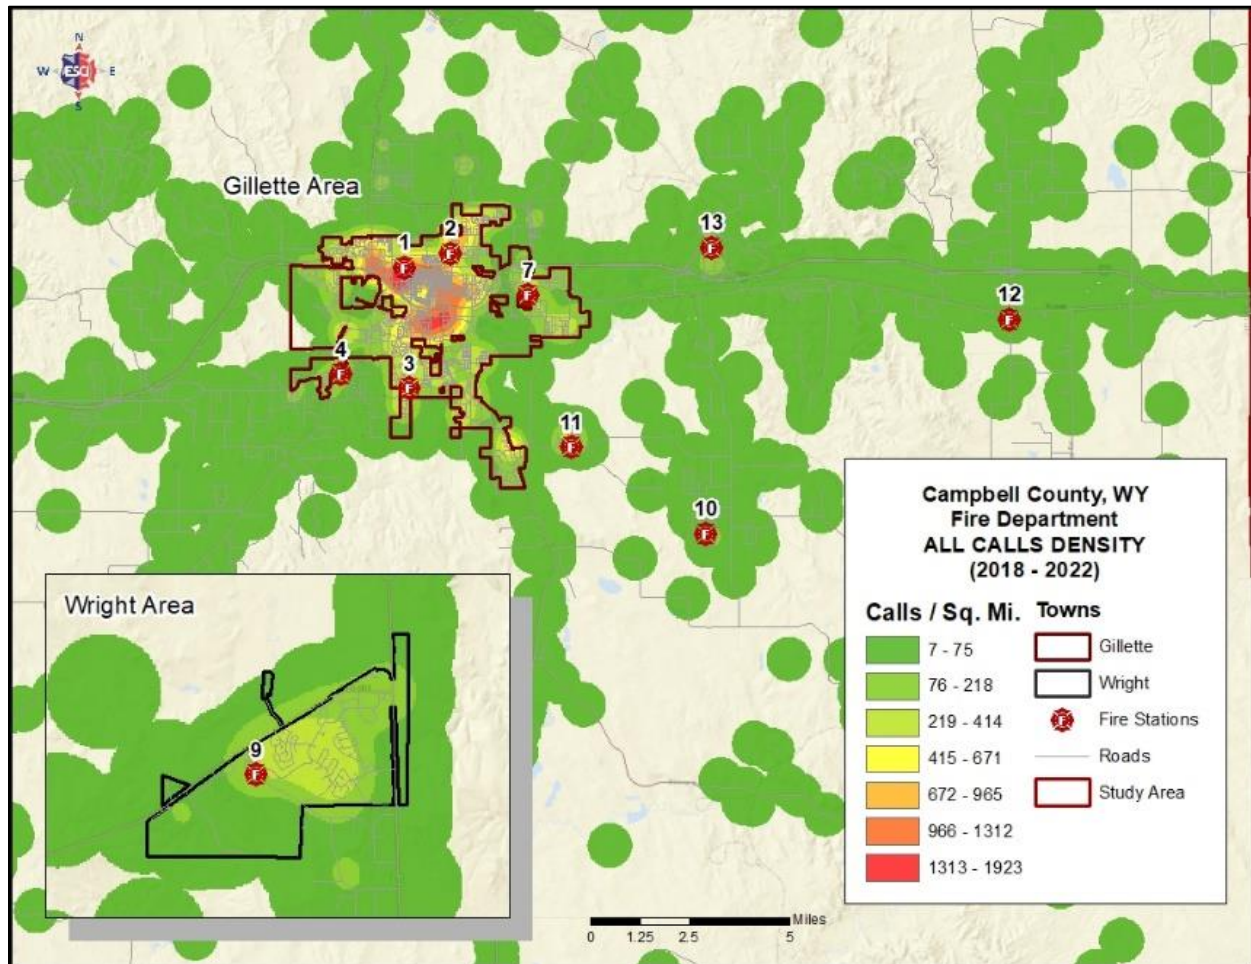 N
W ESCI E
S
Gillette Area
1
2
7
13
12
4
3
11
10
Wright Area
9
Campbell County, WY
Fire Department
ALL CALLS DENSITY
(2018 - 2022)
Calls / Sq. Mi.
7 - 75
76 - 218
219 - 414
415 - 671
672 - 965
966 - 1312
1313 - 1923
Towns
Gillette
Wright
Fire Stations
Roads
Study Area
Miles
0 1.25 2.5 5